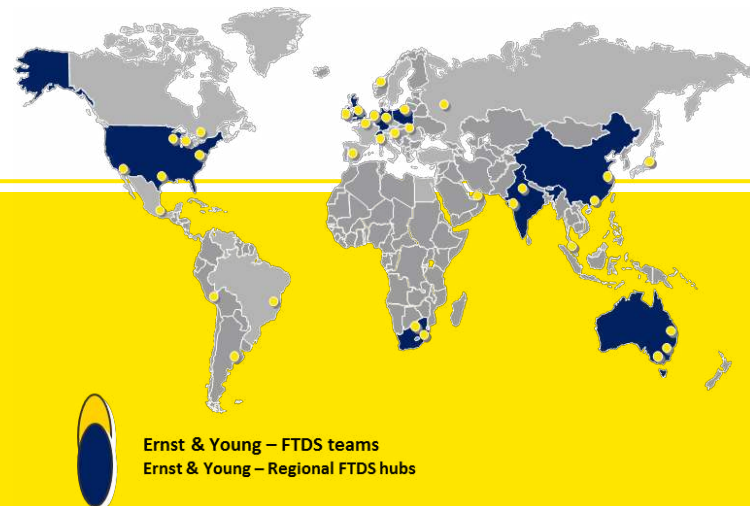 Ernst & Young – FTDS teams
Ernst & Young – Regional FTDS hubs